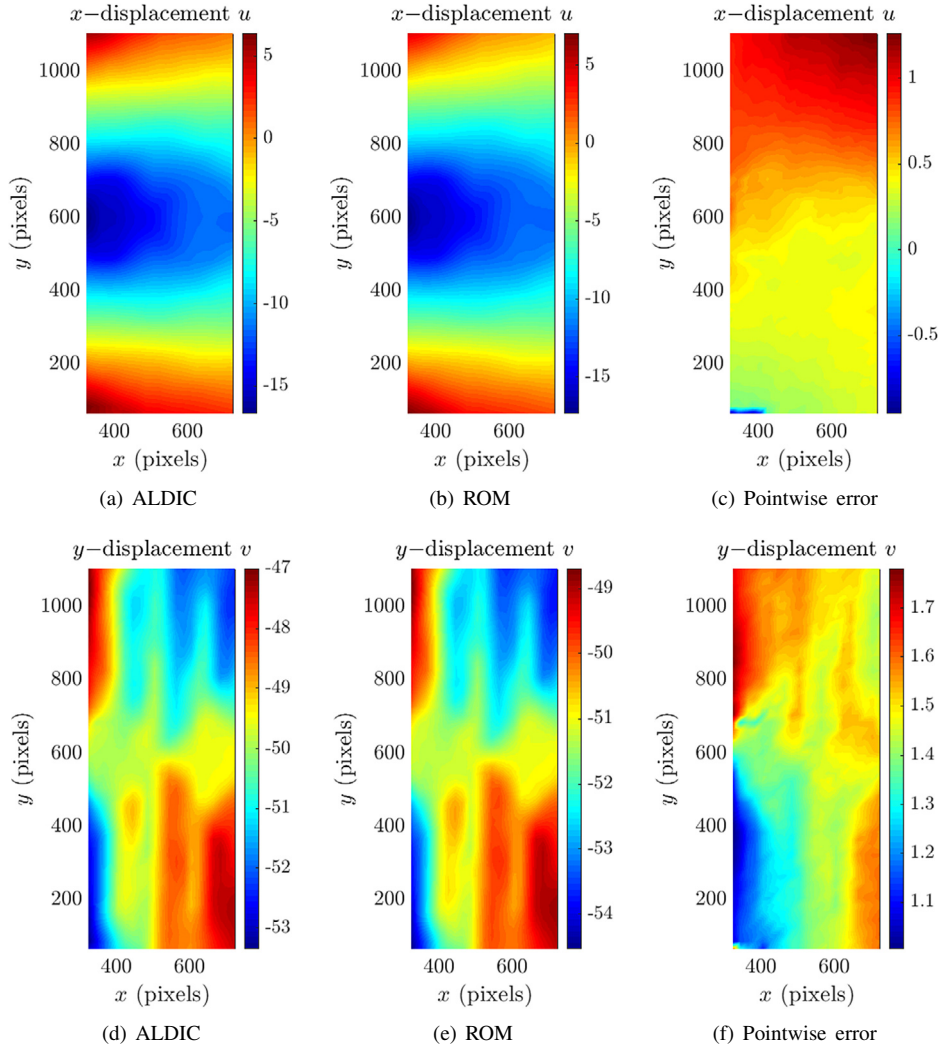 x−displacement u
x−displacement u
x−displacement u
1000
800
600
400
200
y (pixels)
400 600
x (pixels)
5
0
-5
-10
-15
(a) ALDIC
1000
800
600
400
200
y (pixels)
400 600
x (pixels)
5
0
-5
-10
-15
(b) ROM
1000
800
600
400
200
y (pixels)
400 600
x (pixels)
1
0.5
0
-0.5
(c) Pointwise error
y−displacement v
y−displacement v
y−displacement v
1000
800
600
400
200
y (pixels)
400 600
x (pixels)
-47
-48
-49
-50
-51
-52
-53
(d) ALDIC
1000
800
600
400
200
y (pixels)
400 600
x (pixels)
-49
-50
-51
-52
-53
-54
(e) ROM
1000
800
600
400
200
y (pixels)
400 600
x (pixels)
1.7
1.6
1.5
1.4
1.3
1.2
1.1
(f) Pointwise error